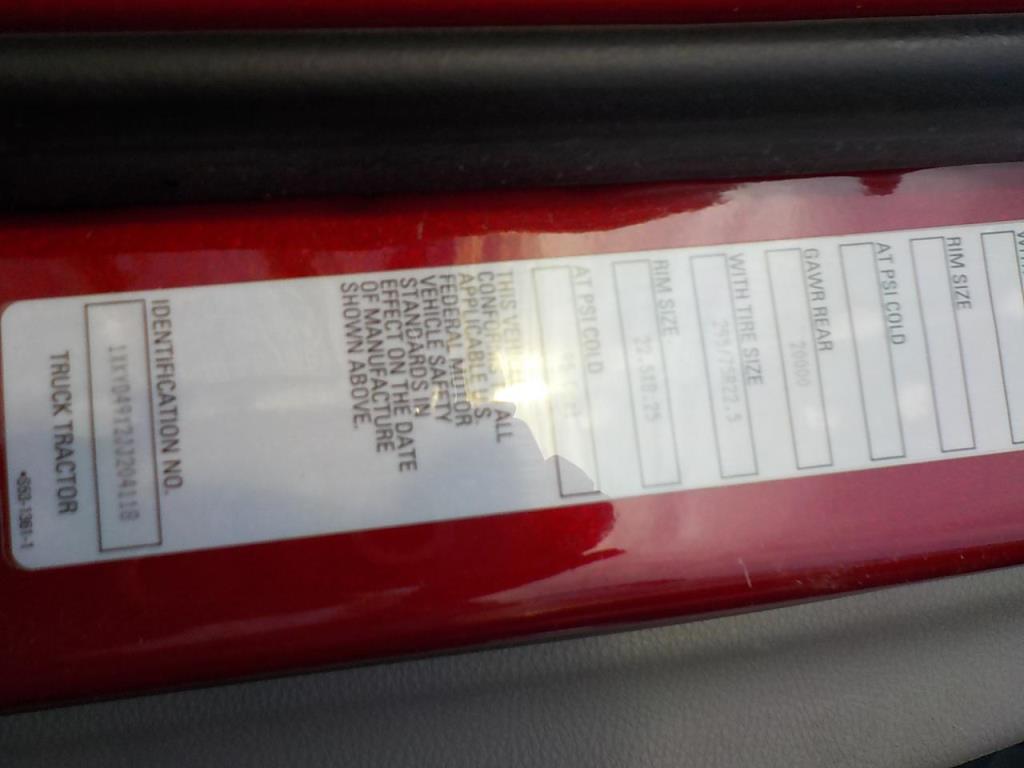 RIM SIZE
AT PSI COLD
GAWR REAR
20000
WITH TIRE SIZE
295/75R22.5
RIM SIZE
22.5X8.25
AT PSI COLD
THIS ALL
CONFORMS
APPLICABLE U.S.
FEDERAL MOTOR
VEHICLE SAFETY
STANDARDS IN
EFFECT ON THE DATE
OF MANUFACTURE
SHOWN ABOVE.
IDENTIFICATION NO.
TRUCK TRACTOR